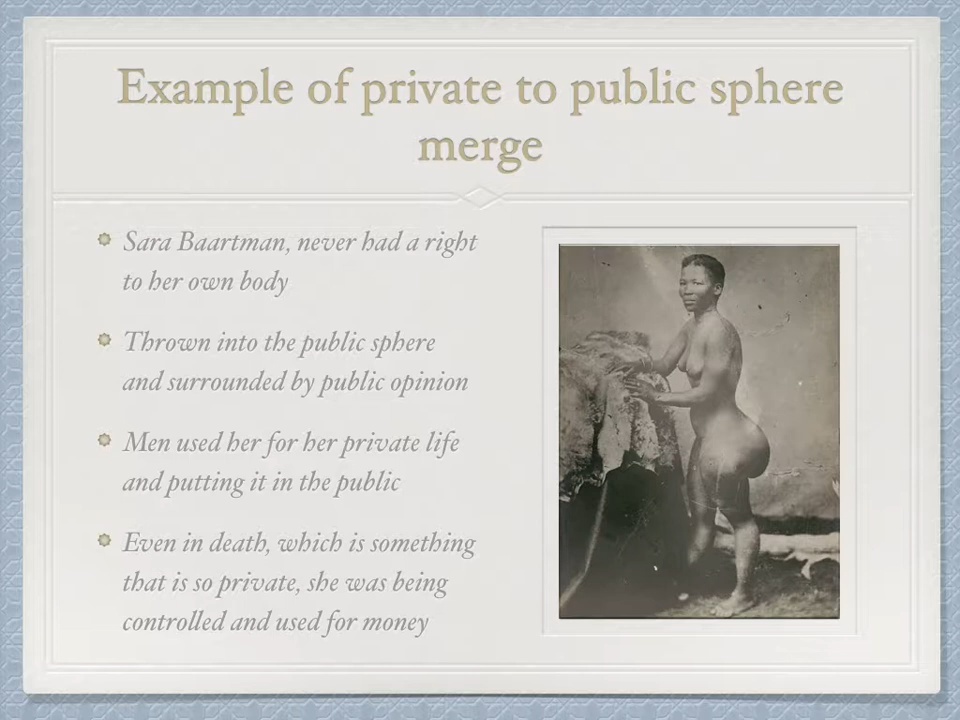 Example of private to public sphere
merge
Sara Baartman, never had a right
to her own body
Thrown into the public sphere
and surrounded by public opinion
Men used her for her private life
and putting it in the public
Even in death, which is something
that is so private, she was being
controlled and used for money